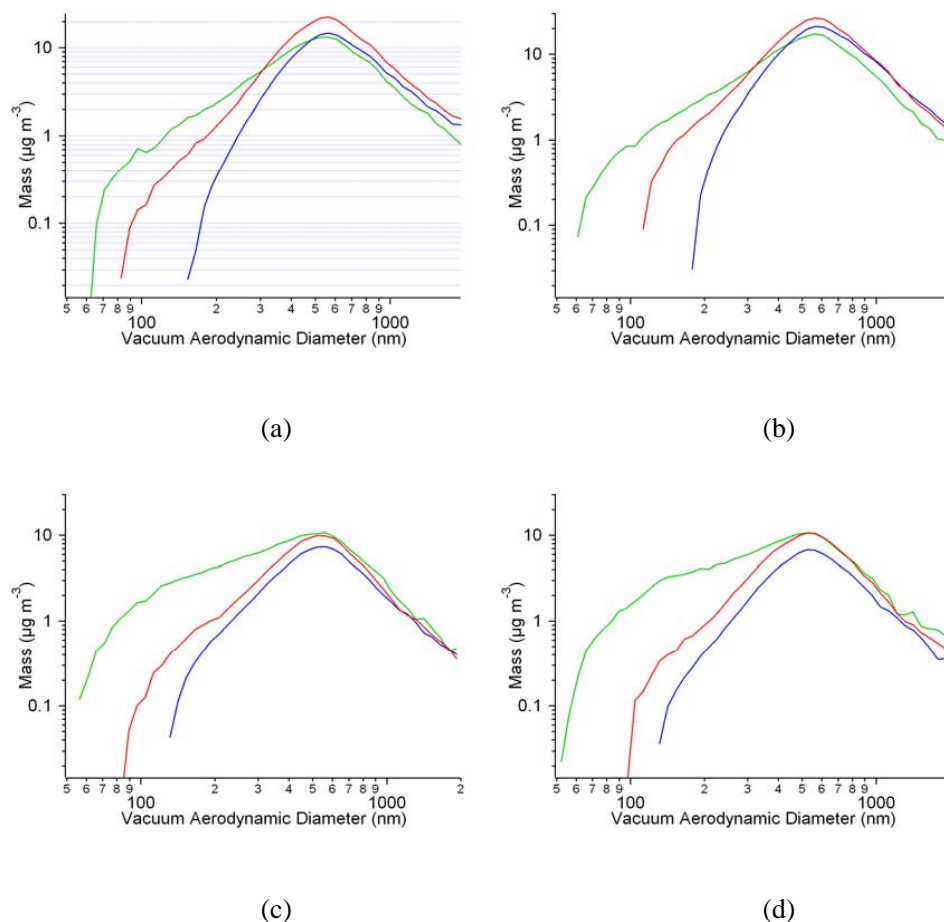 10
1
0.1
Mass (µg m⁻³)
5 6 7 8 9 2 3 4 5 6 7 8 9
100 1000
Vacuum Aerodynamic Diameter (nm)
(a)
10
1
0.1
Mass (µg m⁻³)
5 6 7 8 9 2 3 4 5 6 7 8 9
100 1000
Vacuum Aerodynamic Diameter (nm)
(b)
10
1
0.1
Mass (µg m⁻³)
5 6 7 8 9 2 3 4 5 6 7 8 9 2
100 1000
Vacuum Aerodynamic Diameter (nm)
(c)
10
1
0.1
Mass (µg m⁻³)
5 6 7 8 9 2 3 4 5 6 7 8 9
100 1000
Vacuum Aerodynamic Diameter (nm)
(d)